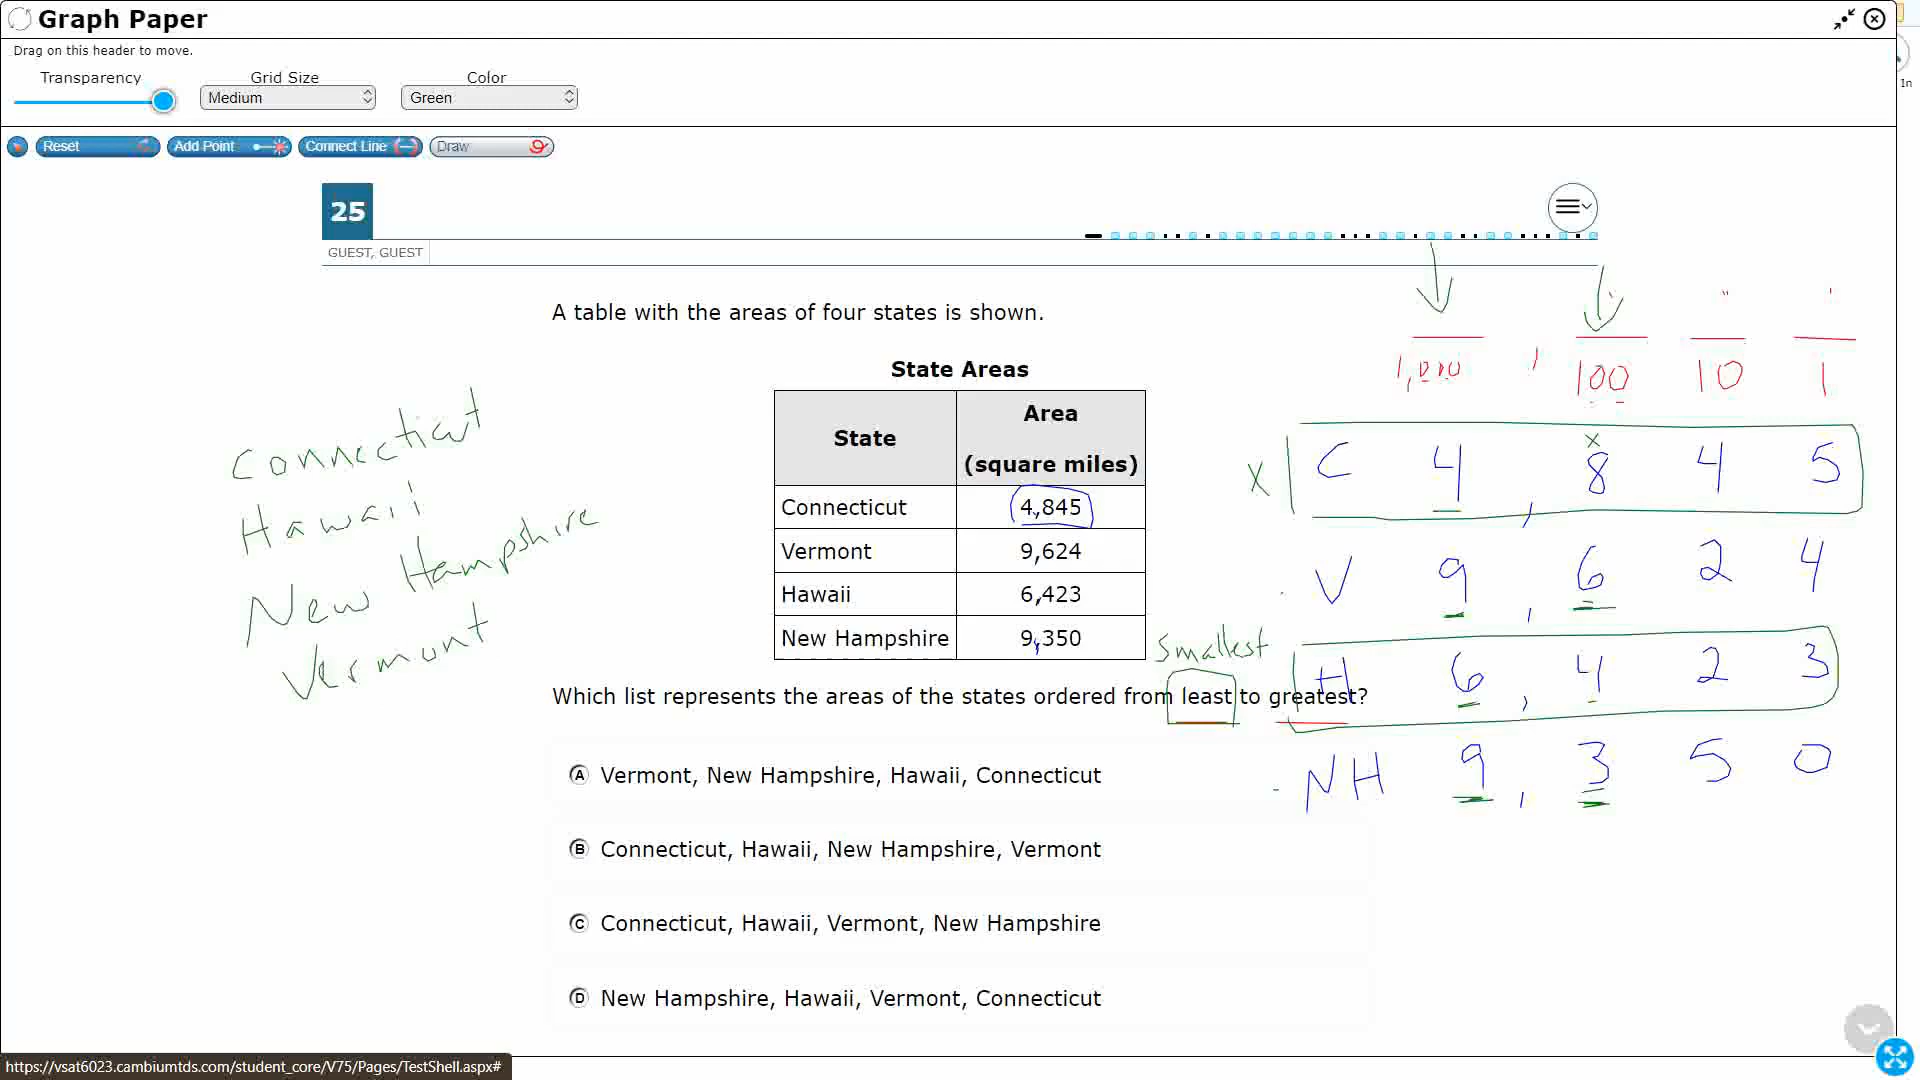 Graph Paper
Drag on this header to move.
Transparency Grid Size Color
Medium Green
Reset Add Point Connect Line Draw
In
25
GUEST, GUEST
A table with the areas of four states is shown.
State Areas
State Area (square miles)
Connecticut 4,845
Vermont 9,624
Hawaii 6,423
New Hampshire 9,350
Which list represents the areas of the states ordered from least to greatest?
A Vermont, New Hampshire, Hawaii, Connecticut
B Connecticut, Hawaii, New Hampshire, Vermont
C Connecticut, Hawaii, Vermont, New Hampshire
D New Hampshire, Hawaii, Vermont, Connecticut
Connecticut
Hawaii
New Hampshire
Vermont
Smallest
1,000 , 100 10 1
X C 4 , 8 4 5
V 9 , 6 2 4
H 6 , 4 2 3
NH 9 , 3 5 0
https://vsat6023.cambiumtds.com/student_core/V75/Pages/TestShell.aspx#